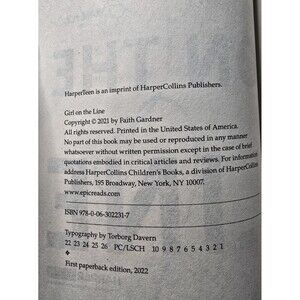 HarperTeen is an imprint of HarperCollins Publishers.
Girl on the Line
Copyright © 2021 by Faith Gardner
All rights reserved. Printed in the United States of America.
No part of this book may be used or reproduced in any manner
whatsoever without written permission except in the case of brief
quotations embodied in critical articles and reviews. For information
address HarperCollins Children's Books, a division of HarperCollins
Publishers, 195 Broadway, New York, NY 10007.
www.epicreads.com
ISBN 978-0-06-302231-7
Typography by Torborg Davern
22 23 24 25 26 PC/LSCH 10 9 8 7 6 5 4 3 2 1
First paperback edition, 2022